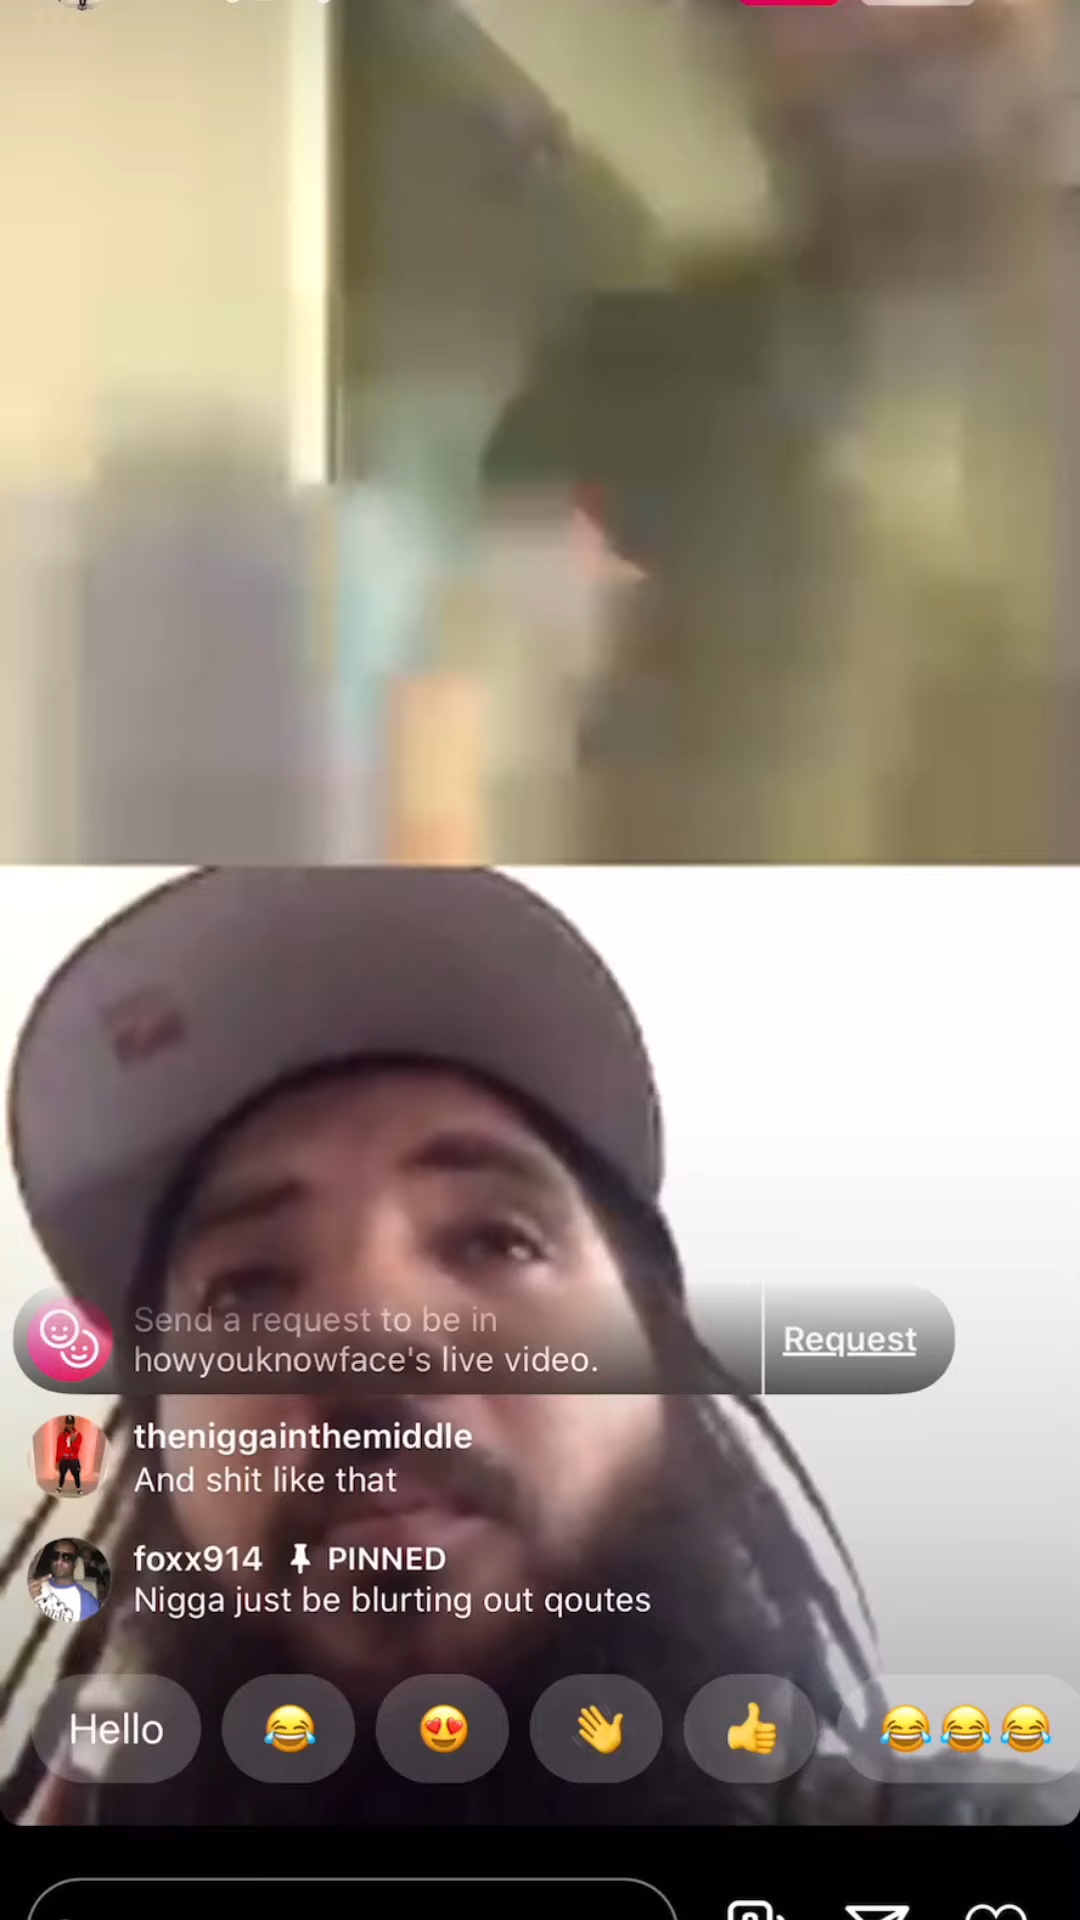 Send a request to be in
howyouknowface's live video.
Request
theniggainthemiddle
And shit like that
foxx914 PINNED
Nigga just be blurting out qoutes
Hello